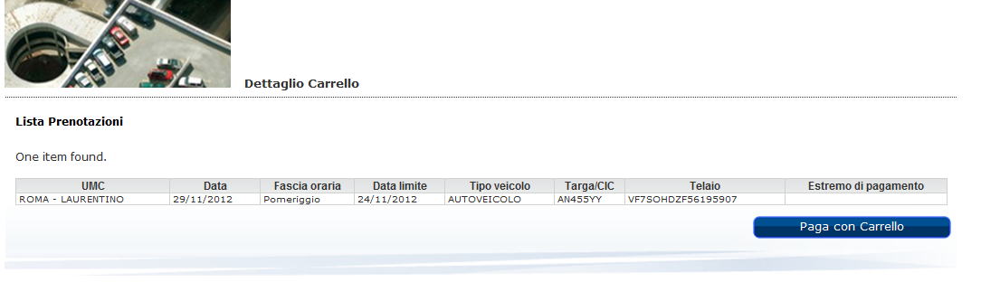 Dettaglio Carrello
Lista Prenotazioni
One item found.
UMC Data Fascia oraria Data limite Tipo veicolo Targa/CIC Telaio Estremo di pagamento
ROMA - LAURENTINO 29/11/2012 Pomeriggio 24/11/2012 AUTOVEICOLO AN455YY VF7SOHDZF56195907
Paga con Carrello